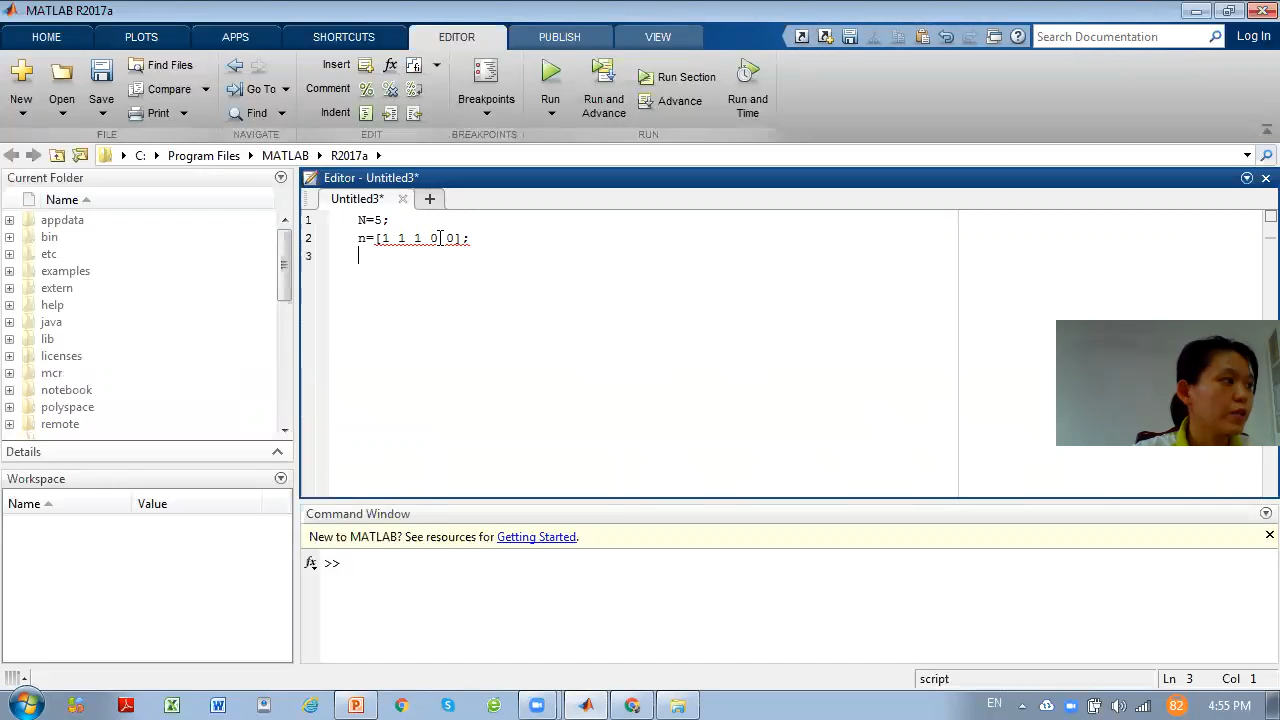 MATLAB R2017a
HOME PLOTS APPS SHORTCUTS EDITOR PUBLISH VIEW Search Documentation Log In
New Open Save Find Files Compare Print
FILE
Go To Find
NAVIGATE
Insert fx
Comment
Indent
EDIT
Breakpoints
BREAKPOINTS
Run Run and Advance Run Section Advance Run and Time
RUN
C: Program Files MATLAB R2017a
Current Folder
Name
appdata
bin
etc
examples
extern
help
java
lib
licenses
mcr
notebook
polyspace
remote
Details
Workspace
Name Value
Editor - Untitled3*
Untitled3*
1 N=5;
2 n=[1 1 1 0 0];
3
Command Window
New to MATLAB? See resources for Getting Started.
fx >>
script Ln 3 Col 1
EN 82 4:55 PM